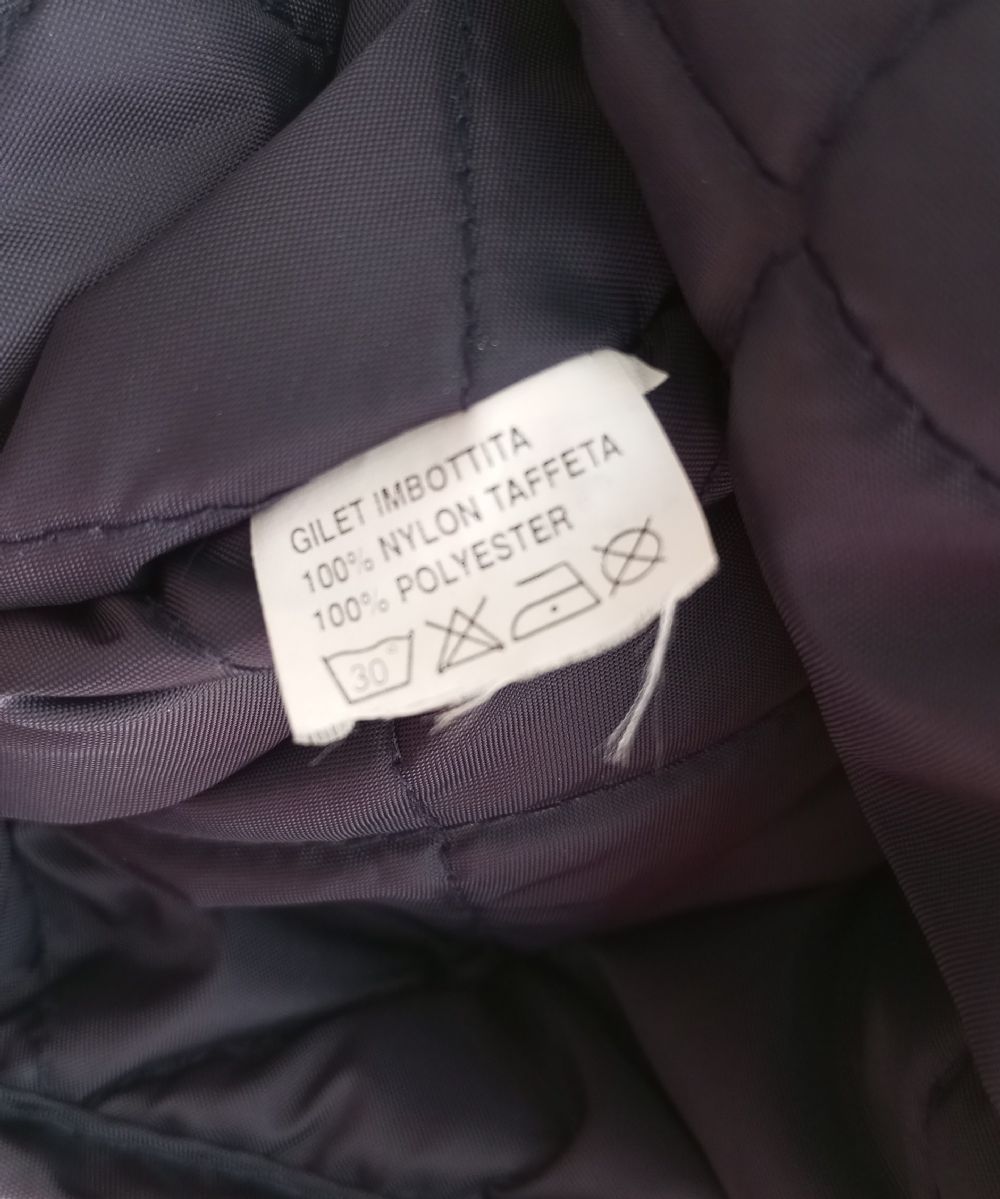 GILET IMBOTTITA
100% NYLON TAFFETA
100% POLYESTER
30°